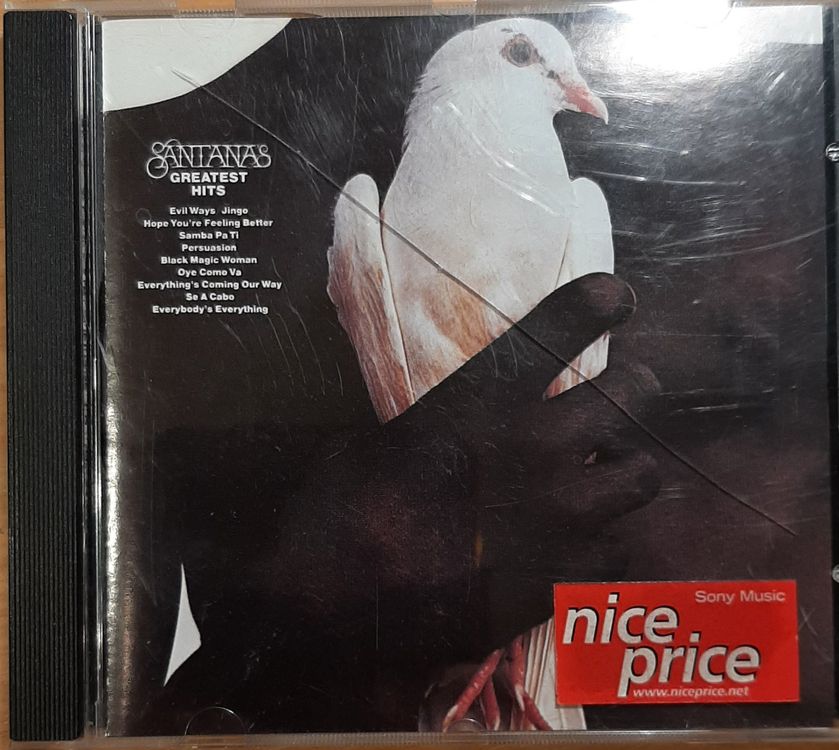 SANTANA'S
GREATEST
HITS
Evil Ways Jingo
Hope You're Feeling Better
Samba Pa Ti
Persuasion
Black Magic Woman
Oye Como Va
Everything's Coming Our Way
Se A Cabo
Everybody's Everything
Sony Music
nice
price
www.niceprice.net